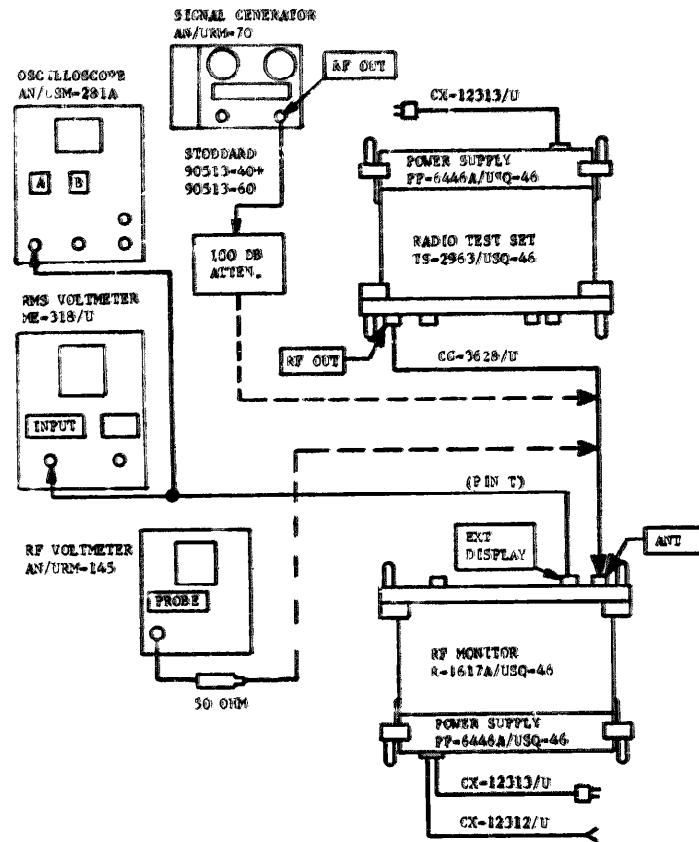 SIGNAL GENERATOR
AN/URM-70
RF OUT
OSCILLOSCOPE
AN/USM-281A
A
B
STODDARD
90513-40+
90513-60
100 DB
ATTEN.
CX-12313/U
POWER SUPPLY
PP-6446A/USQ-46
RADIO TEST SET
TS-2963/USQ-46
RMS VOLTMETER
ME-318/U
INPUT
RF OUT
CG-3628/U
(PIN T)
RF VOLTMETER
AN/URM-145
PROBE
50 OHM
EXT
DISPLAY
ANT
RF MONITOR
R-1617A/USQ-46
POWER SUPPLY
PP-6446A/USQ-46
CX-12313/U
CX-12312/U